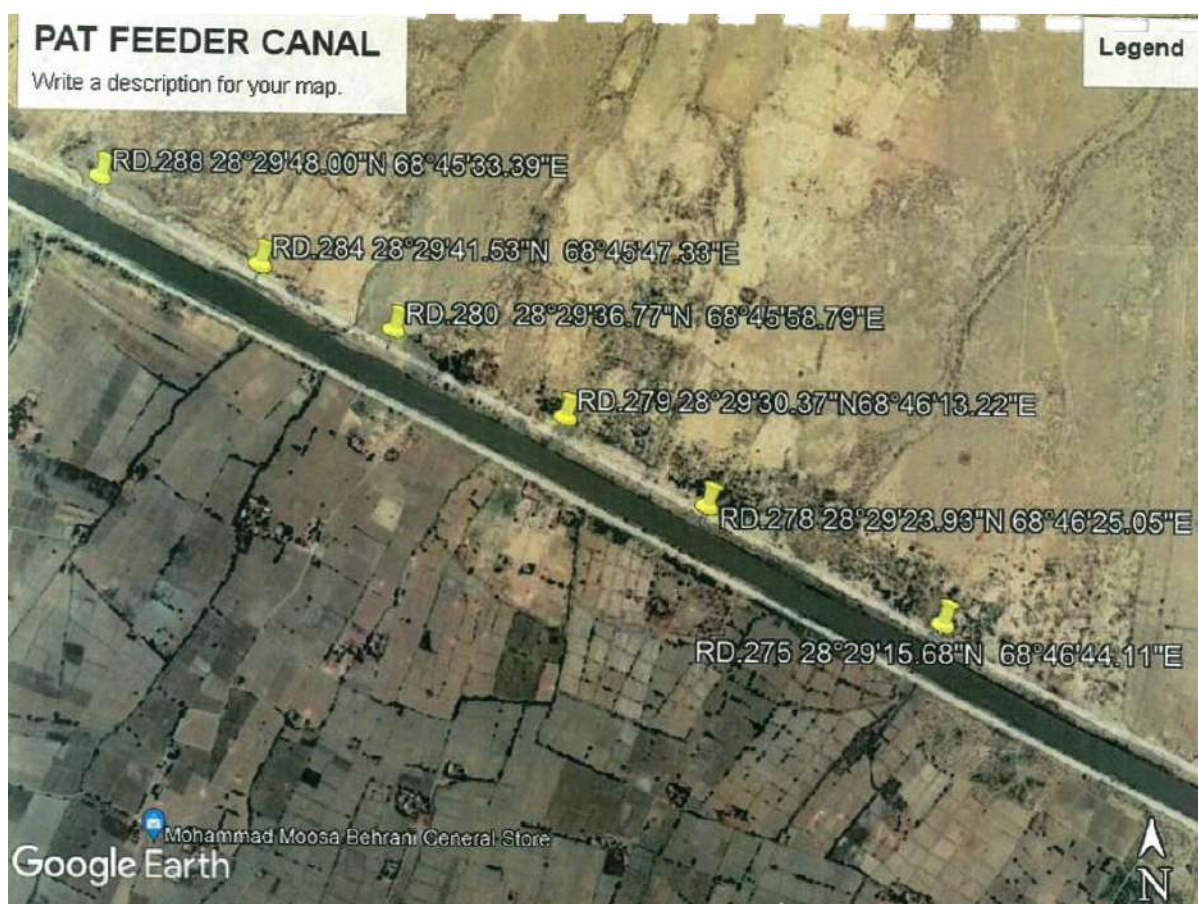 PAT FEEDER CANAL
Write a description for your map.
Legend
RD.288 28°29'48.00"N 68°45'33.39"E
RD.284 28°29'41.53"N 68°45'47.33"E
RD.280 28°29'36.77"N 68°45'58.79"E
RD.279 28°29'30.37"N68°46'13.22"E
RD.278 28°29'23.93"N 68°46'25.05"E
RD.275 28°29'15.68"N 68°46'44.11"E
Mohammad Moosa Behrani General Store
Google Earth
N